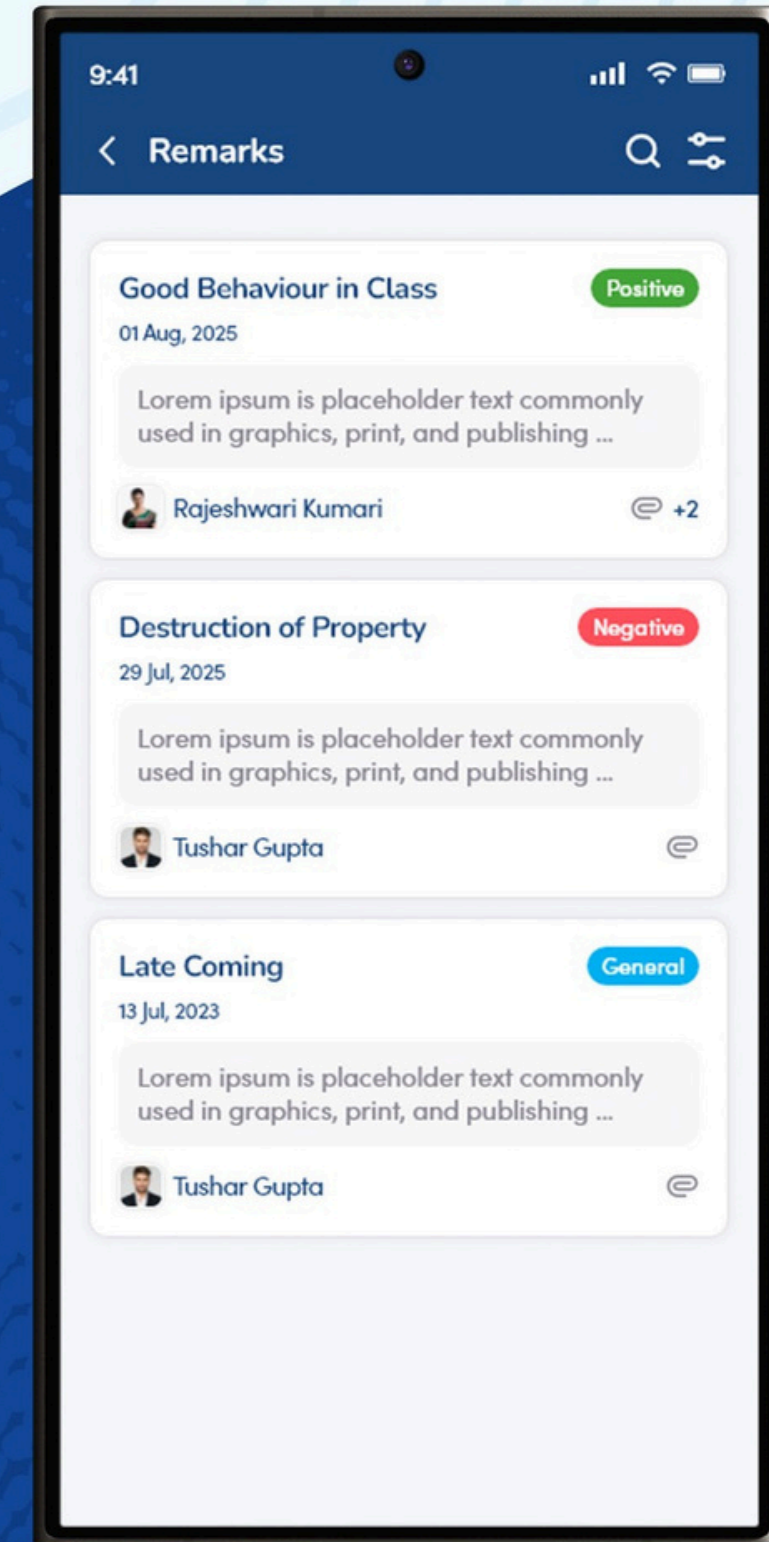 9:41
Remarks
Good Behaviour in Class
Positive
01 Aug, 2025
Lorem ipsum is placeholder text commonly
used in graphics, print, and publishing ...
Rajeshwari Kumari
+2
Destruction of Property
Negative
29 Jul, 2025
Lorem ipsum is placeholder text commonly
used in graphics, print, and publishing ...
Tushar Gupta
Late Coming
General
13 Jul, 2023
Lorem ipsum is placeholder text commonly
used in graphics, print, and publishing ...
Tushar Gupta